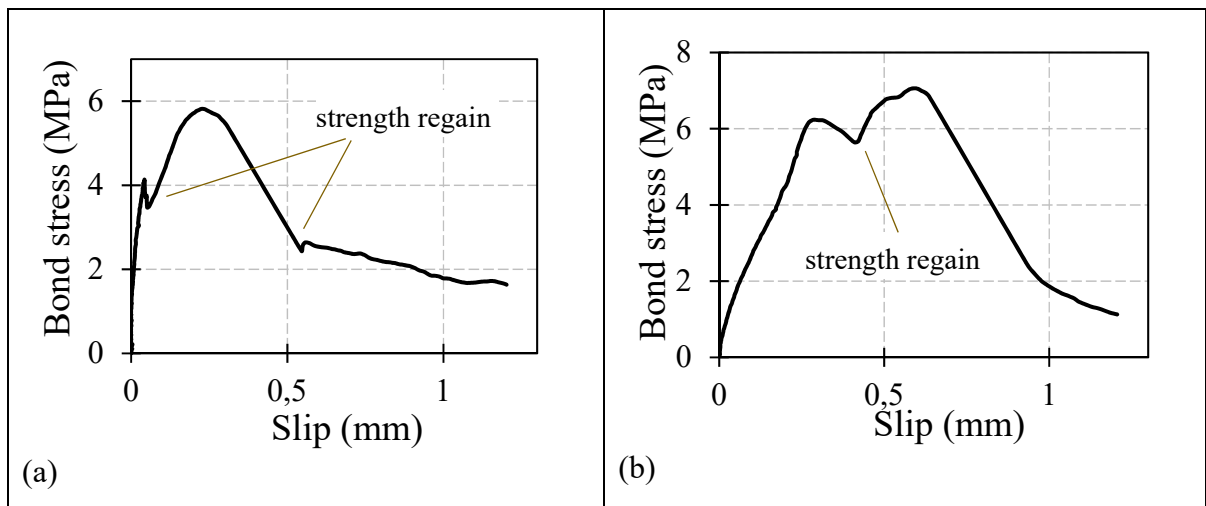 Bond stress (MPa)
6
4
2
0
strength regain
0
0,5
1
Slip (mm)
(a)
Bond stress (MPa)
8
6
4
2
0
strength regain
0
0,5
1
Slip (mm)
(b)